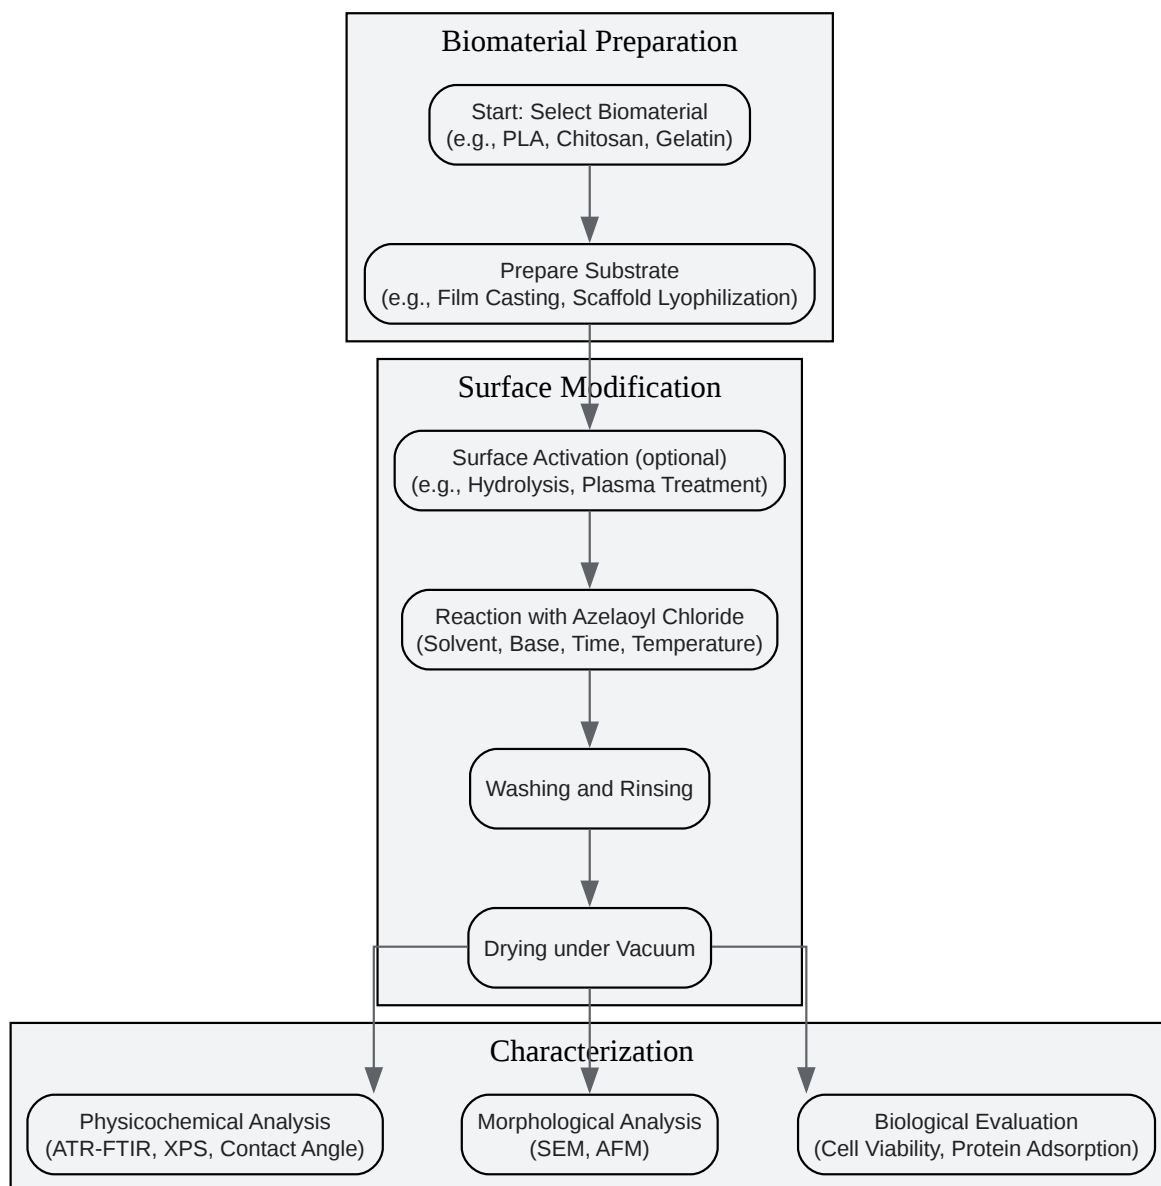 Biomaterial Preparation
Start: Select Biomaterial
(e.g., PLA, Chitosan, Gelatin)
Prepare Substrate
(e.g., Film Casting, Scaffold Lyophilization)
Surface Modification
Surface Activation (optional)
(e.g., Hydrolysis, Plasma Treatment)
Reaction with Azelaoyl Chloride
(Solvent, Base, Time, Temperature)
Washing and Rinsing
Drying under Vacuum
Characterization
Physicochemical Analysis
(ATR-FTIR, XPS, Contact Angle)
Morphological Analysis
(SEM, AFM)
Biological Evaluation
(Cell Viability, Protein Adsorption)